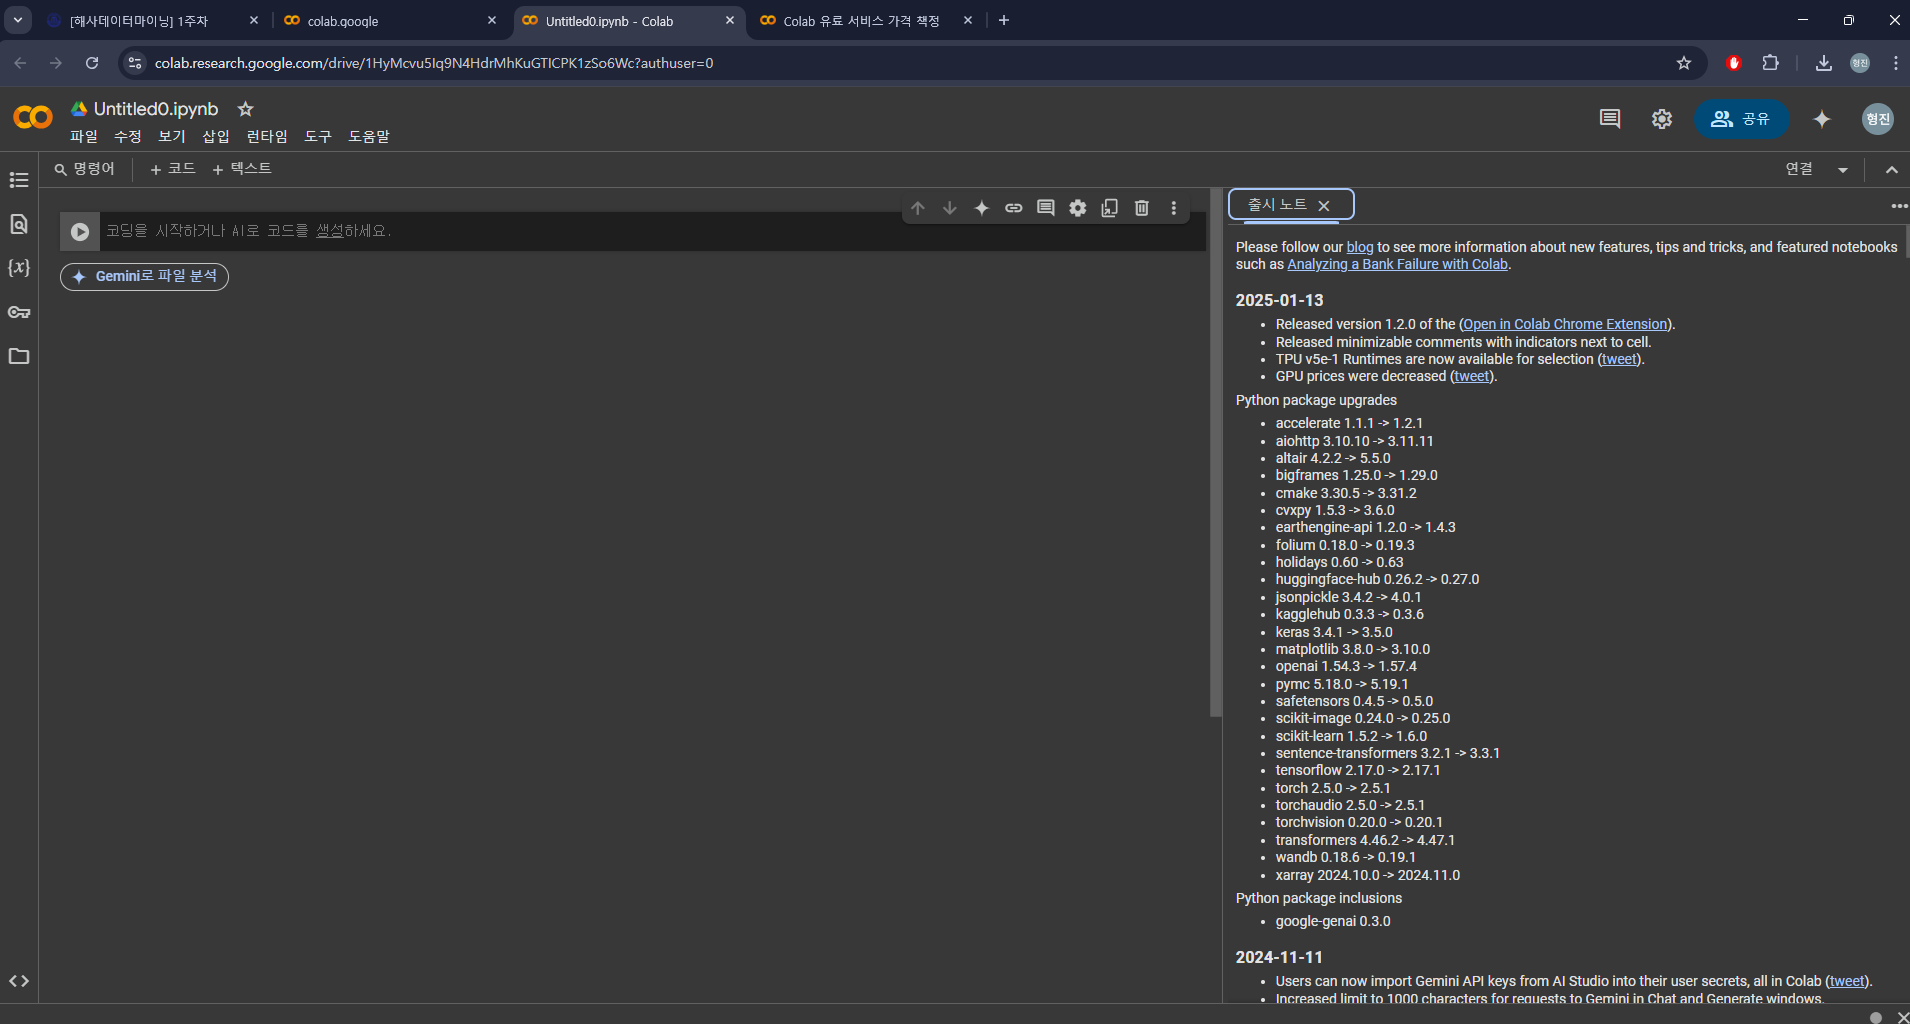 [해사데이터마이닝] 1주차
colab.google
Untitled0.ipynb - Colab
Colab 유료 서비스 가격 책정
colab.research.google.com/drive/1HyMcvu5Iq9N4HdrMhKuGTICPK1zSo6Wc?authuser=0
형진
Untitled0.ipynb
파일 수정 보기 삽입 런타임 도구 도움말
공유
형진
명령어 + 코드 + 텍스트
연결
코딩을 시작하거나 AI로 코드를 생성하세요.
Gemini로 파일 분석
출시 노트
Please follow our blog to see more information about new features, tips and tricks, and featured notebooks
such as Analyzing a Bank Failure with Colab.
2025-01-13
• Released version 1.2.0 of the (Open in Colab Chrome Extension).
• Released minimizable comments with indicators next to cell.
• TPU v5e-1 Runtimes are now available for selection (tweet).
• GPU prices were decreased (tweet).
Python package upgrades
• accelerate 1.1.1 -> 1.2.1
• aiohttp 3.10.10 -> 3.11.11
• altair 4.2.2 -> 5.5.0
• bigframes 1.25.0 -> 1.29.0
• cmake 3.30.5 -> 3.31.2
• cvxpy 1.5.3 -> 3.6.0
• earthengine-api 1.2.0 -> 1.4.3
• folium 0.18.0 -> 0.19.3
• holidays 0.60 -> 0.63
• huggingface-hub 0.26.2 -> 0.27.0
• jsonpickle 3.4.2 -> 4.0.1
• kagglehub 0.3.3 -> 0.3.6
• keras 3.4.1 -> 3.5.0
• matplotlib 3.8.0 -> 3.10.0
• openai 1.54.3 -> 1.57.4
• pymc 5.18.0 -> 5.19.1
• safetensors 0.4.5 -> 0.5.0
• scikit-image 0.24.0 -> 0.25.0
• scikit-learn 1.5.2 -> 1.6.0
• sentence-transformers 3.2.1 -> 3.3.1
• tensorflow 2.17.0 -> 2.17.1
• torch 2.5.0 -> 2.5.1
• torchaudio 2.5.0 -> 2.5.1
• torchvision 0.20.0 -> 0.20.1
• transformers 4.46.2 -> 4.47.1
• wandb 0.18.6 -> 0.19.1
• xarray 2024.10.0 -> 2024.11.0
Python package inclusions
• google-genai 0.3.0
2024-11-11
• Users can now import Gemini API keys from AI Studio into their user secrets, all in Colab (tweet).
• Increased limit to 1000 characters for requests to Gemini in Chat and Generate windows.